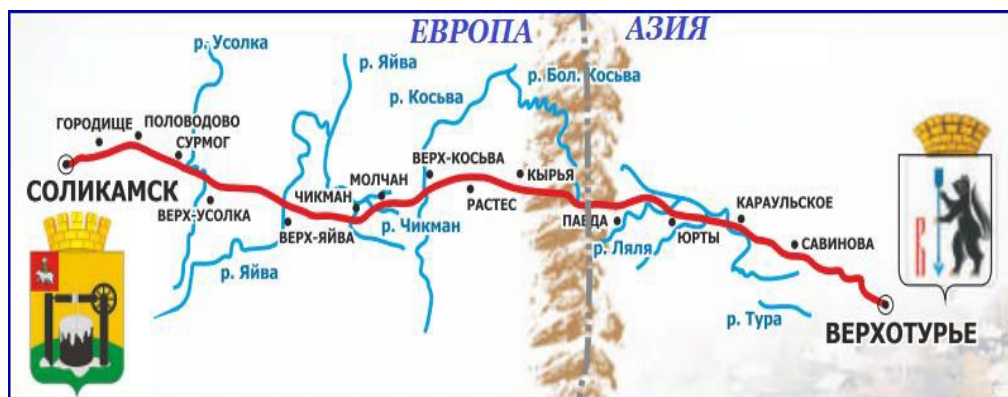 ЕВРОПА
АЗИЯ
р. Усолка
р. Яйва
р. Косьва
р. Бол. Косьва
ГОРОДИЩЕ
ПОЛОВОДОВО
СУРМОГ
СОЛИКАМСК
ВЕРХ-УСОЛКА
ЧИКМАН
МОЛЧАН
ВЕРХ-КОСЬВА
КЫРЬЯ
РАСТЕС
р. Чикман
ВЕРХ-ЯЙВА
р. Яйва
ПАВДА
р. Ляля
ЮРТЫ
КАРАУЛЬСКОЕ
САВИНОВА
р. Тура
ВЕРХОТУРЬЕ